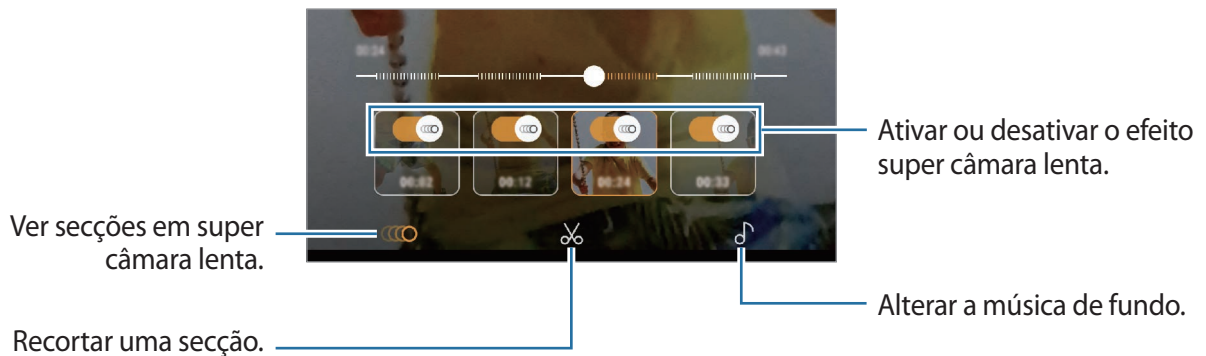 00:24
00:43
00:02
00:12
00:24
00:33
Ativar ou desativar o efeito
super câmara lenta.
Ver secções em super
câmara lenta.
Alterar a música de fundo.
Recortar uma secção.